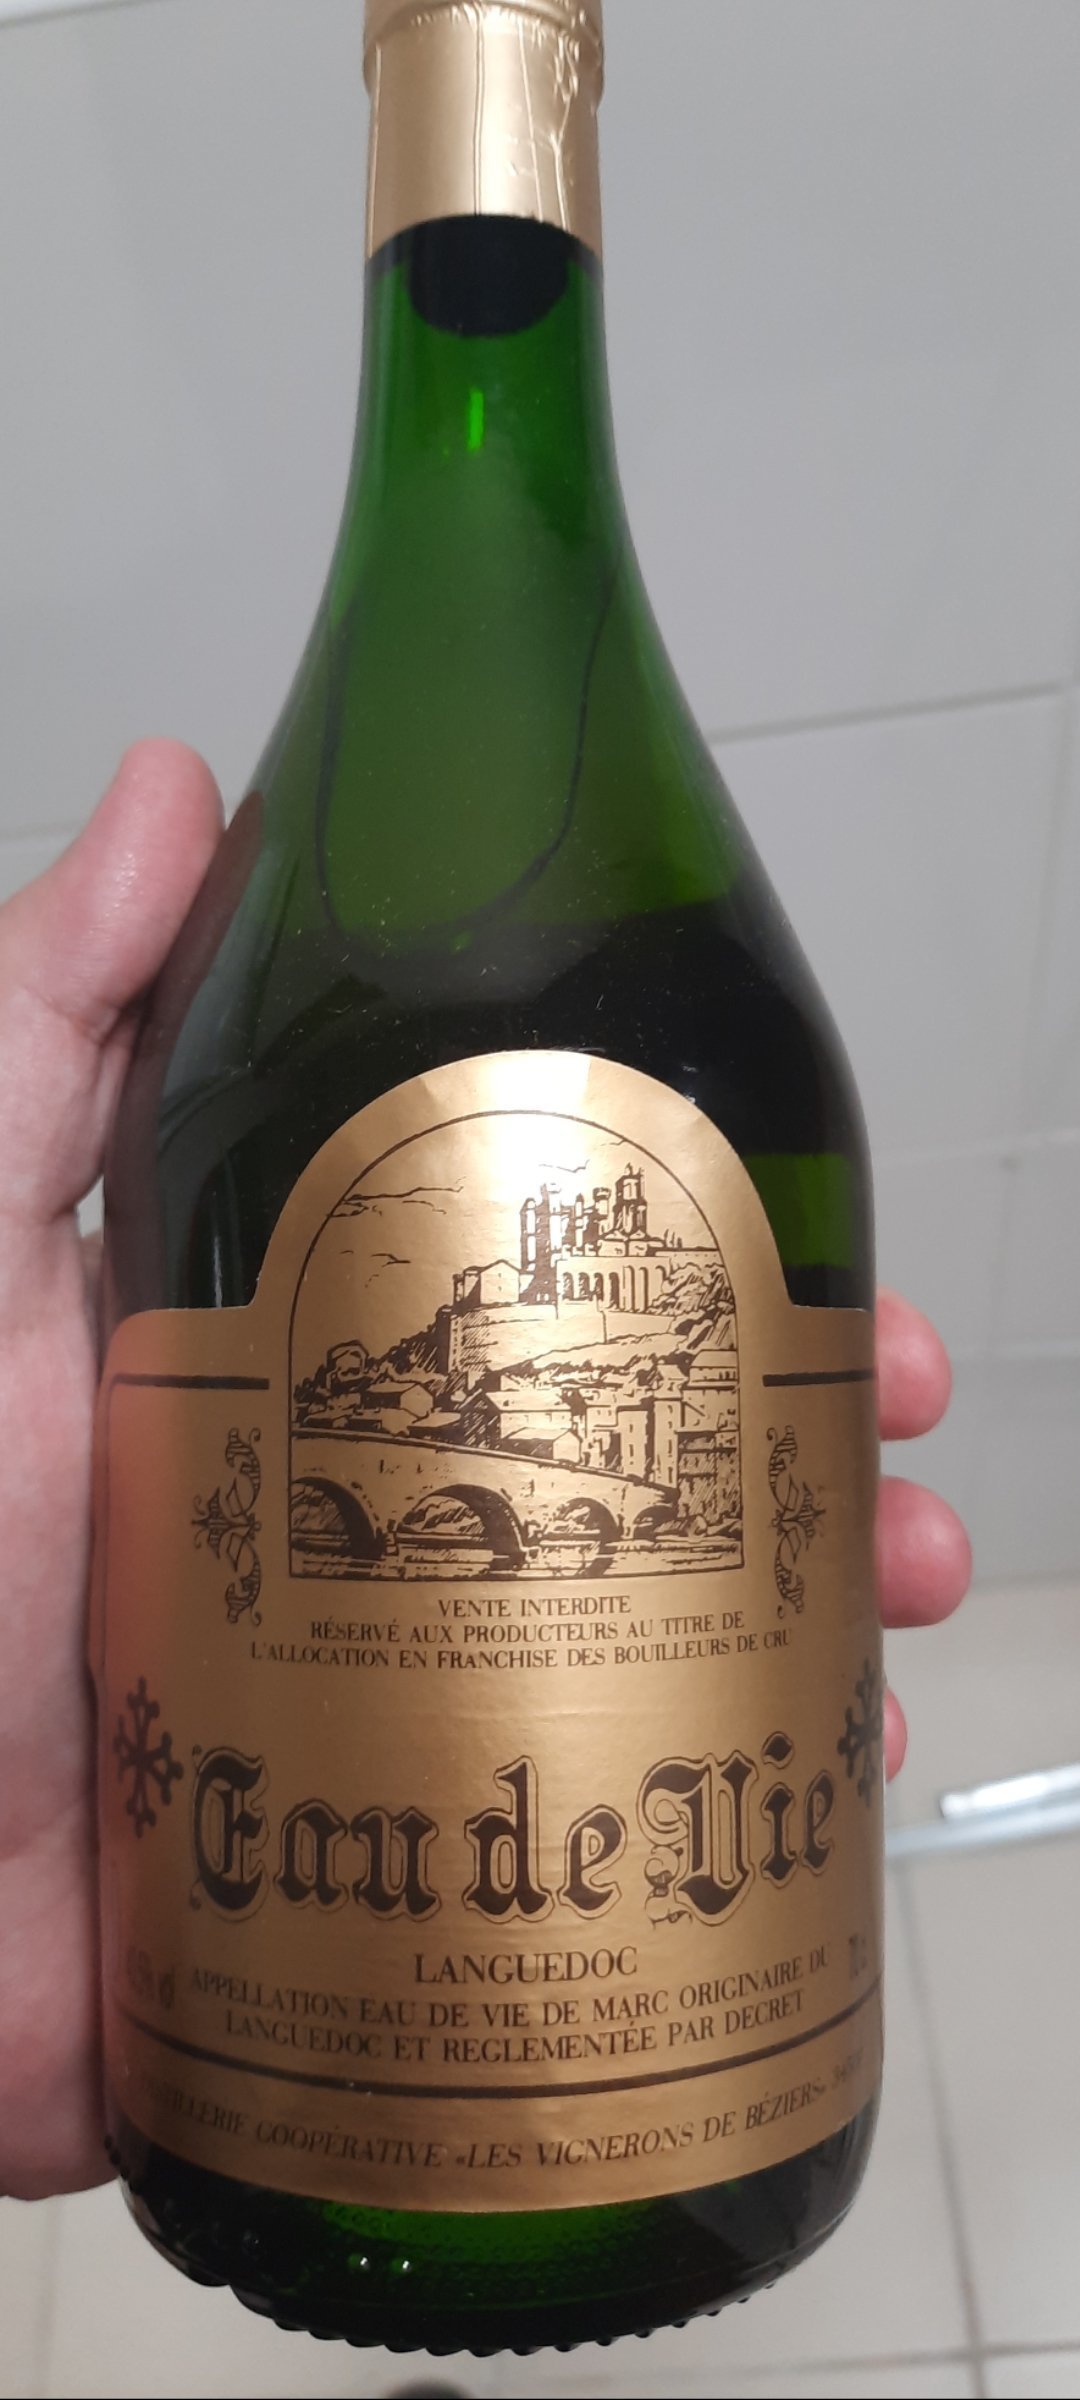 VENTE INTERDITE
RÉSERVÉ AUX PRODUCTEURS AU TITRE DE
L'ALLOCATION EN FRANCHISE DES BOUILLEURS DE CRU
Eau de Vie
LANGUEDOC
APPELLATION EAU DE VIE DE MARC ORIGINAIRE DU
LANGUEDOC ET REGLEMENTÉE PAR DECRET
COOPÉRATIVE «LES VIGNERONS DE BÉZIERS»